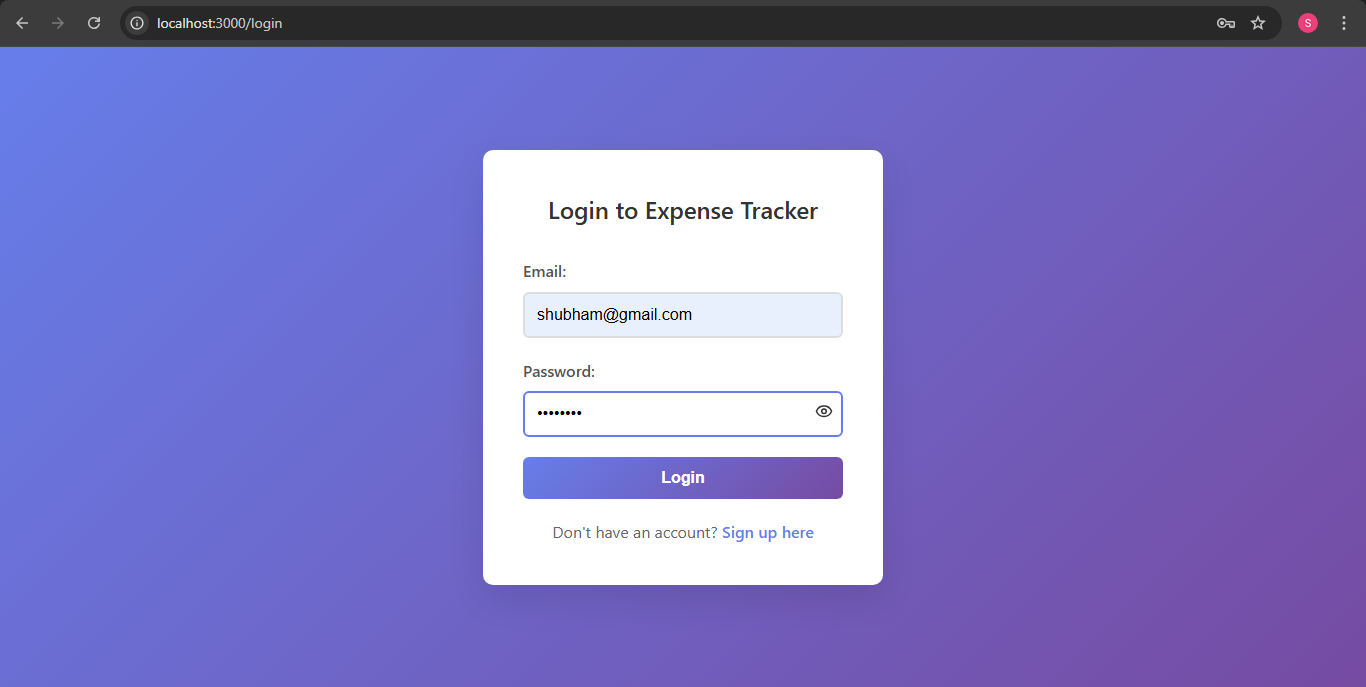 localhost:3000/login
S
Login to Expense Tracker
Email:
shubham@gmail.com
Password:
••••••••
Login
Don't have an account? Sign up here